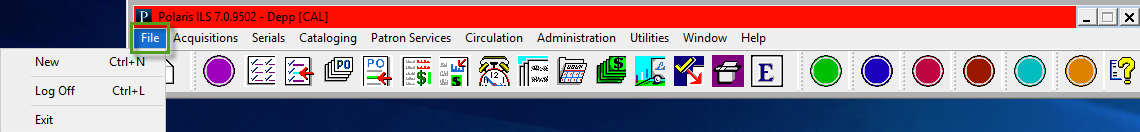 P Polaris ILS 7.0.9502 - Depp [CAL]
File Acquisitions Serials Cataloging Patron Services Circulation Administration Utilities Window Help
New Ctrl+N
Log Off Ctrl+L
Exit
PO PO $ $ 12 $ E ?